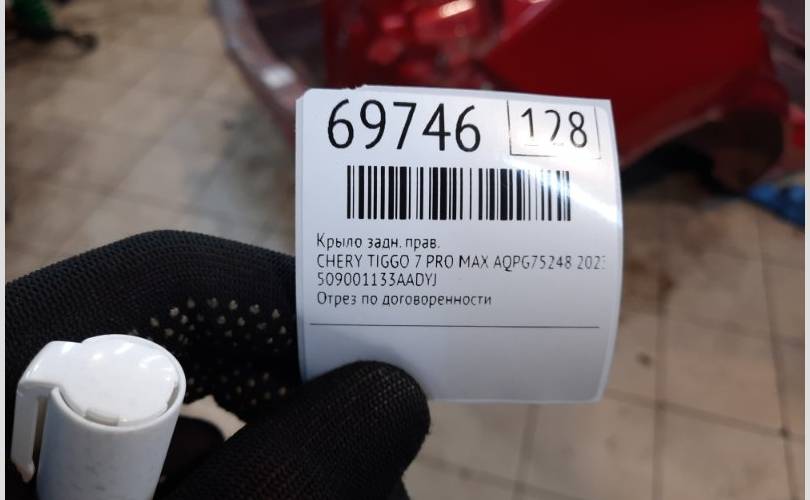 69746 128
Крыло задн. прав.
CHERY TIGGO 7 PRO MAX AQPG75248 2023
509001133AADYJ
Отрез по договоренности